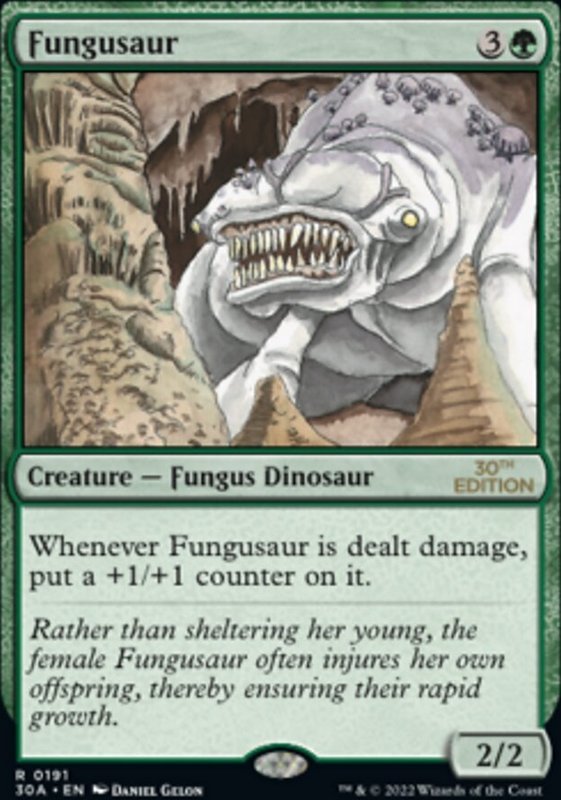 Fungusaur 3
Creature — Fungus Dinosaur
30TH
EDITION
Whenever Fungusaur is dealt damage,
put a +1/+1 counter on it.
Rather than sheltering her young, the
female Fungusaur often injures her own
offspring, thereby ensuring their rapid
growth.
2/2
R 0191
30A • EN Daniel Gelon
™ & © 2022 Wizards of the Coast